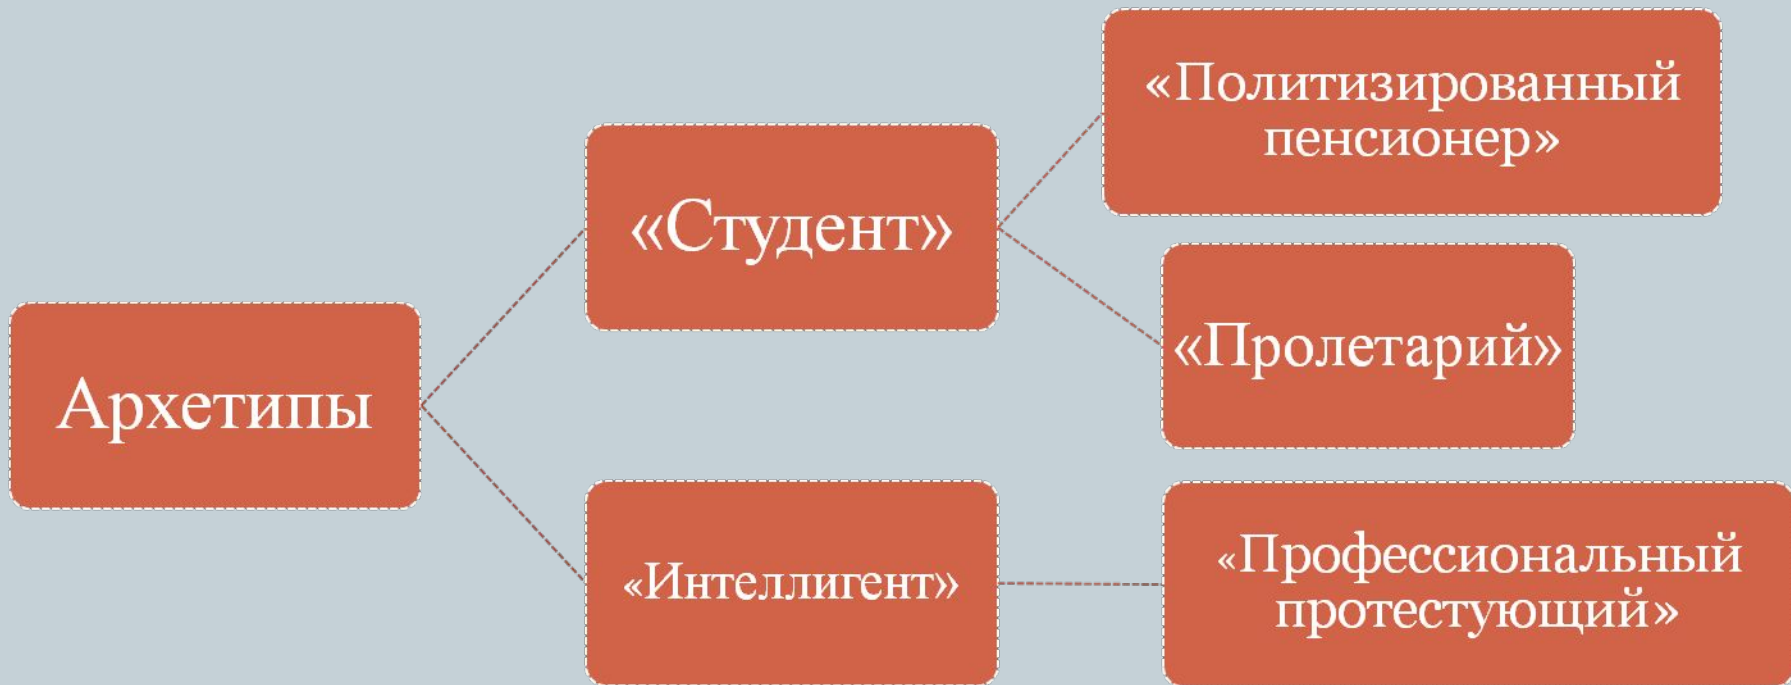 Архетипы
«Студент»
«Политизированный
пенсионер»
«Пролетарий»
«Интеллигент»
«Профессиональный
протестующий»